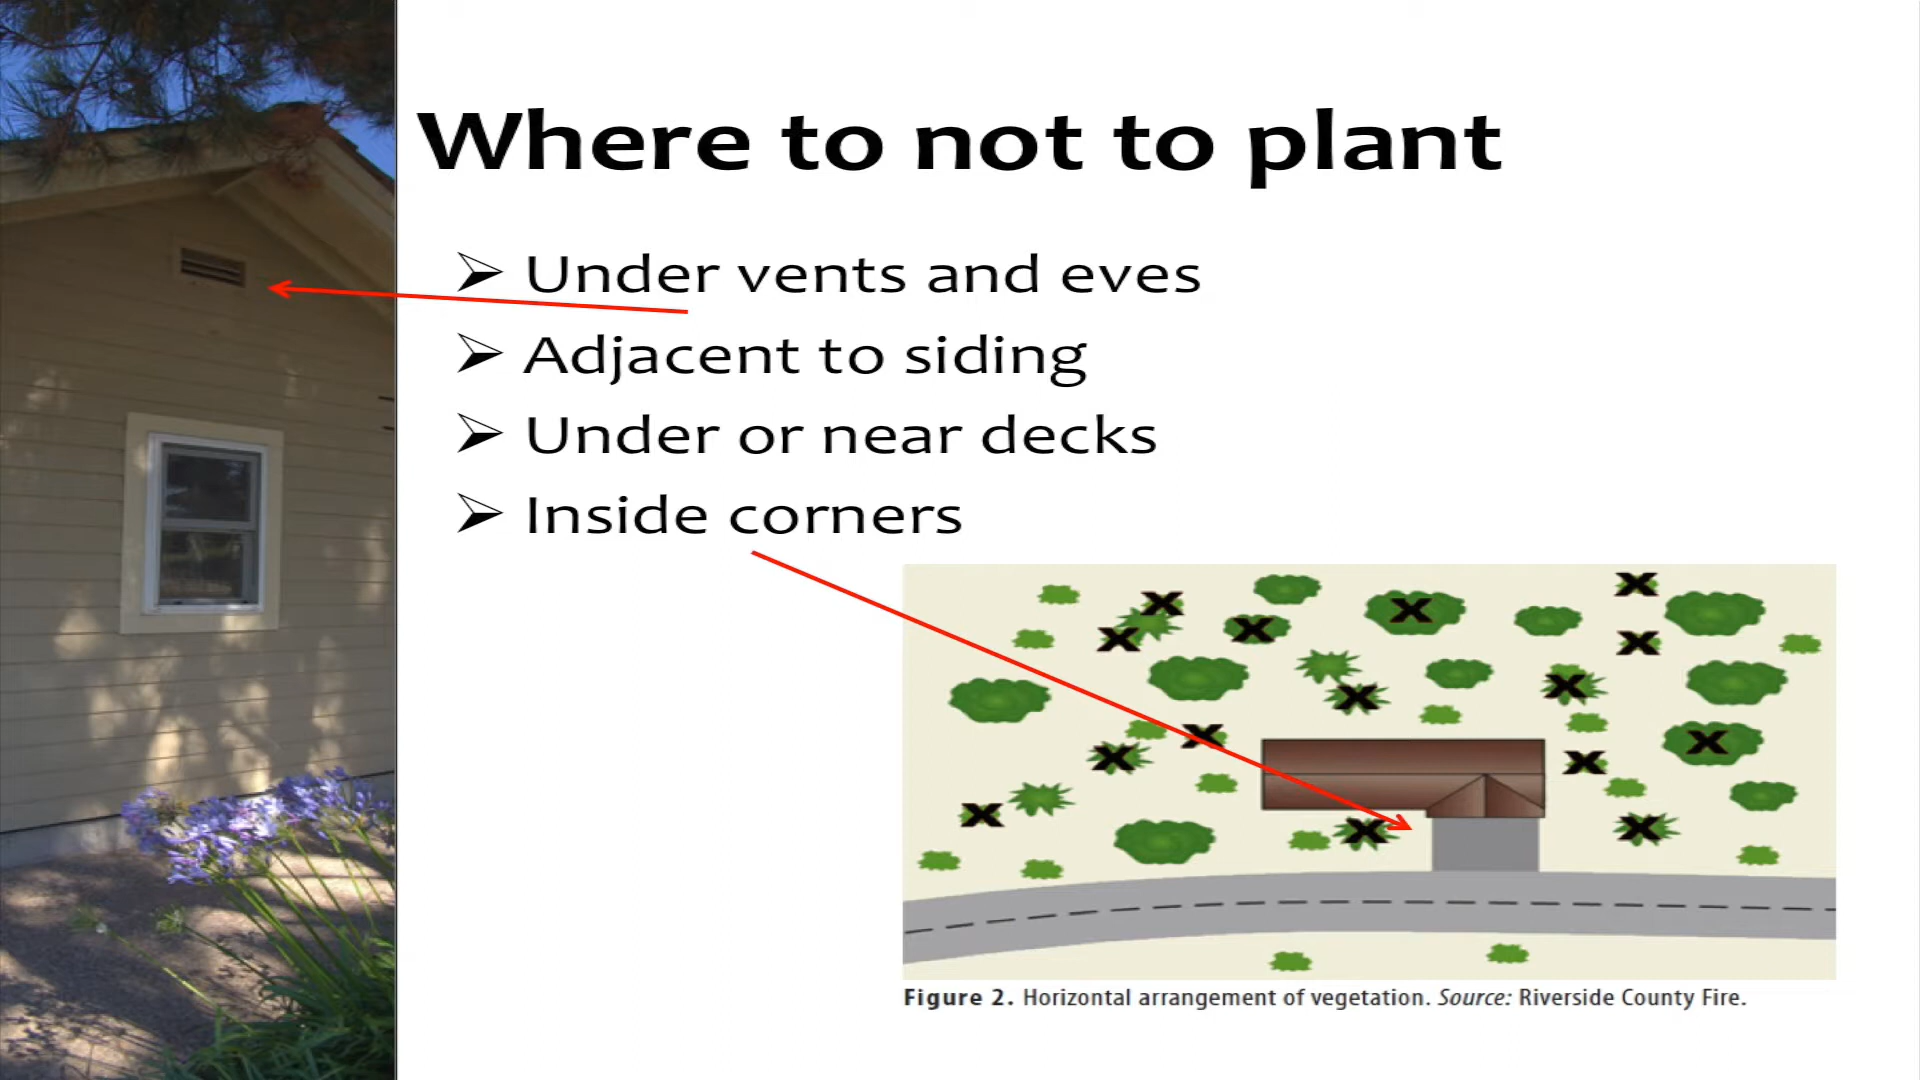 Where to not to plant
Under vents and eves
Adjacent to siding
Under or near decks
Inside corners
Figure 2. Horizontal arrangement of vegetation. Source: Riverside County Fire.